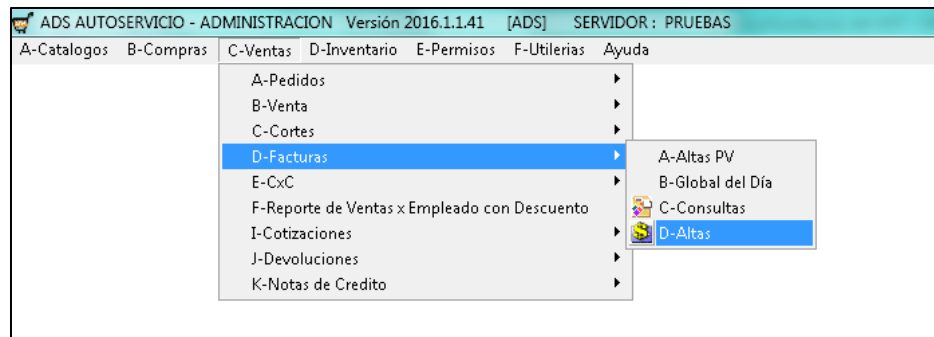 ADS AUTOSERVICIO - ADMINISTRACION Versión 2016.1.1.41 [ADS] SERVIDOR : PRUEBAS
A-Catalogos B-Compras C-Ventas D-Inventario E-Permisos F-Utilerias Ayuda
A-Pedidos
B-Venta
C-Cortes
D-Facturas
E-CxC
F-Reporte de Ventas x Empleado con Descuento
I-Cotizaciones
J-Devoluciones
K-Notas de Credito
A-Altas PV
B-Global del Día
C-Consultas
D-Altas